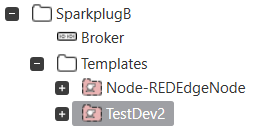 SparkplugB
Broker
Templates
Node-REDEdgeNode
TestDev2